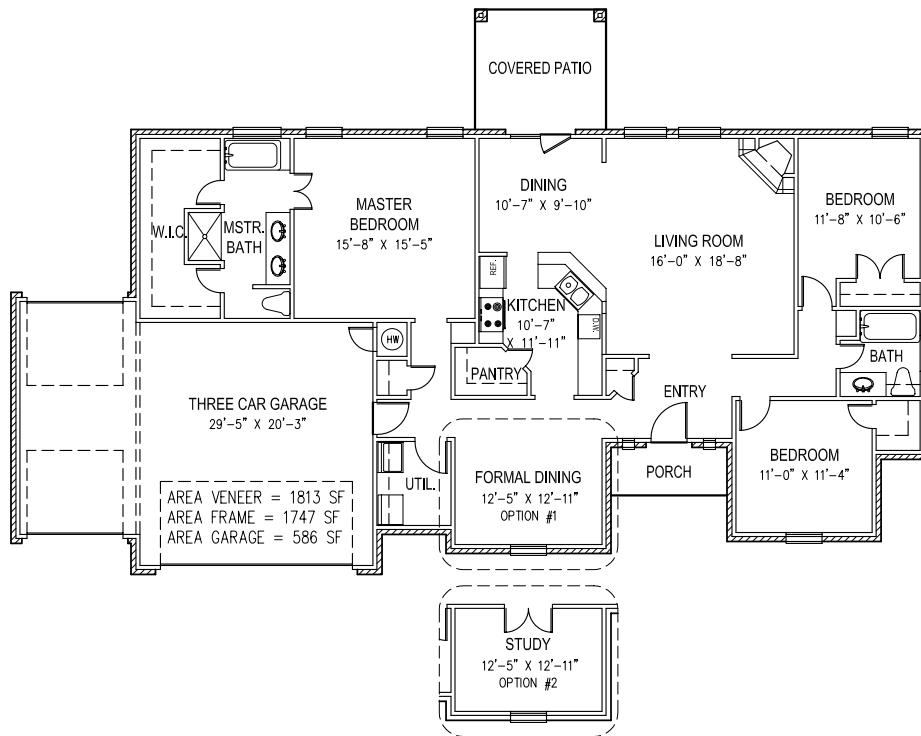 COVERED PATIO
DINING
10'-7" X 9'-10"
MASTER
BEDROOM
15'-8" X 15'-5"
BEDROOM
11'-8" X 10'-6"
W.I.C.
MSTR.
BATH
LIVING ROOM
16'-0" X 18'-8"
REF.
KITCHEN
10'-7"
X 11'-11"
D.W.
HW
BATH
PANTRY
ENTRY
THREE CAR GARAGE
29'-5" X 20'-3"
BEDROOM
11'-0" X 11'-4"
FORMAL DINING
12'-5" X 12'-11"
OPTION #1
PORCH
UTIL.
AREA VENEER = 1813 SF
AREA FRAME = 1747 SF
AREA GARAGE = 586 SF
STUDY
12'-5" X 12'-11"
OPTION #2